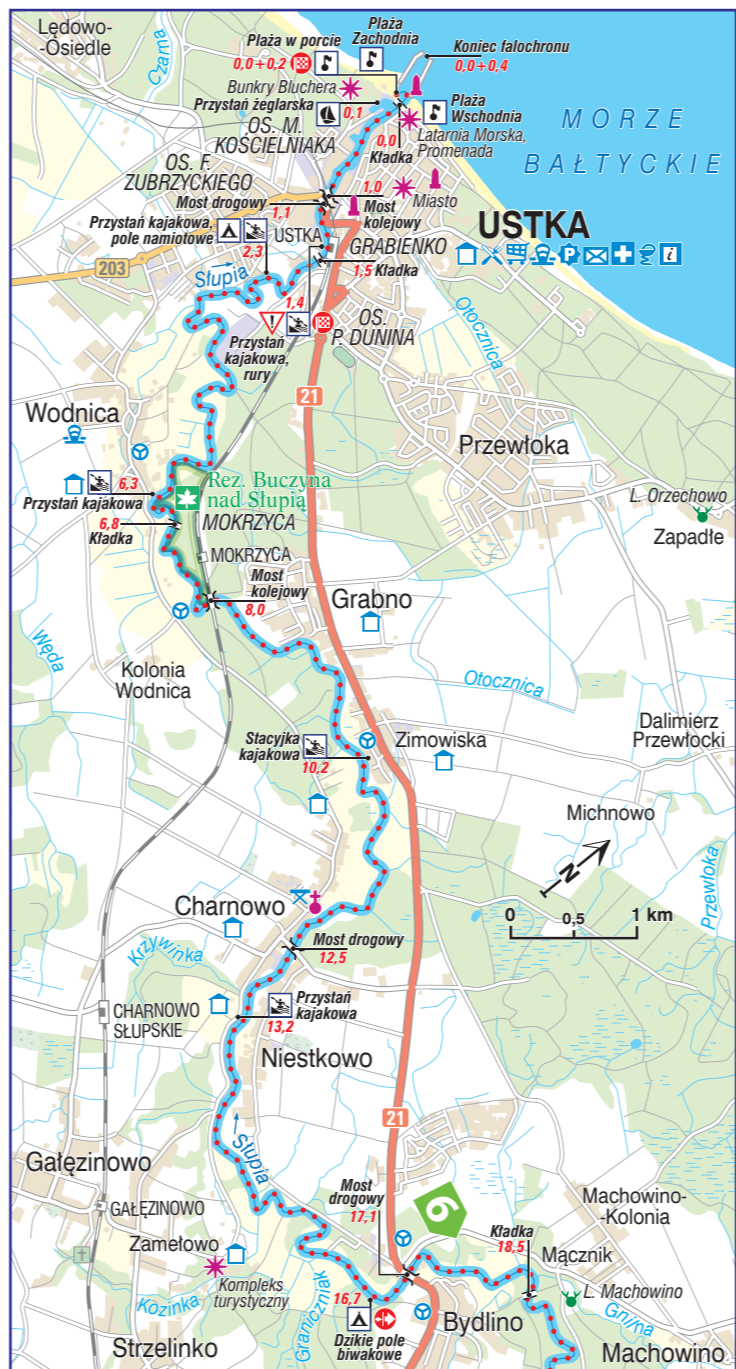 Lędowo-
-Osiedle
Czarna
Plaża w porcie
0,0+0,2
Plaża
Zachodnia
Koniec falochronu
0,0+0,4
Bunkry Bluchera
Przystań żeglarska
0,1
Plaża
Wschodnia
OS. M.
KOŚCIELNIAKA
0,0
Kładka
Latarnia Morska,
Promenada
MORZE
BAŁTYCKIE
OS. F.
ZUBRZYCKIEGO
Most drogowy
1,1
1,0
Most
kolejowy
Miasto
USTKA
Przystań kajakowa,
pole namiotowe
2,3
USTKA
GRABIENKO
203
Słupia
1,5 Kładka
1,4
Przystań
kajakowa,
rury
OS.
P. DUNINA
Otocznica
21
Wodnica
Przewłoka
6,3
Przystań kajakowa
Rez. Buczyna
nad Słupią
MOKRZYCA
6,8
Kładka
L. Orzechowo
Zapadłe
MOKRZYCA
Most
kolejowy
8,0
Grabno
Węda
Kolonia
Wodnica
Otocznica
Stacyjka
kajakowa
10,2
Zimowiska
Dalimierz
Przewłocki
Michnowo
N
Przewłoka
0 0,5 1 km
Charnowo
Krzywinka
Most drogowy
12,5
CHARNOWO
SŁUPSKIE
Przystań
kajakowa
13,2
Niestkowo
Słupia
21
Gałęzinowo
GAŁĘZINOWO
Most
drogowy
17,1
6
Machowino-
-Kolonia
Kładka
18,5
Mącznik
Zamełowo
Kompleks
turystyczny
Kozinka
Graniczniak
16,7
Dzikie pole
biwakowe
Bydlino
L. Machowino
Gnilna
Strzelinko
Machowino